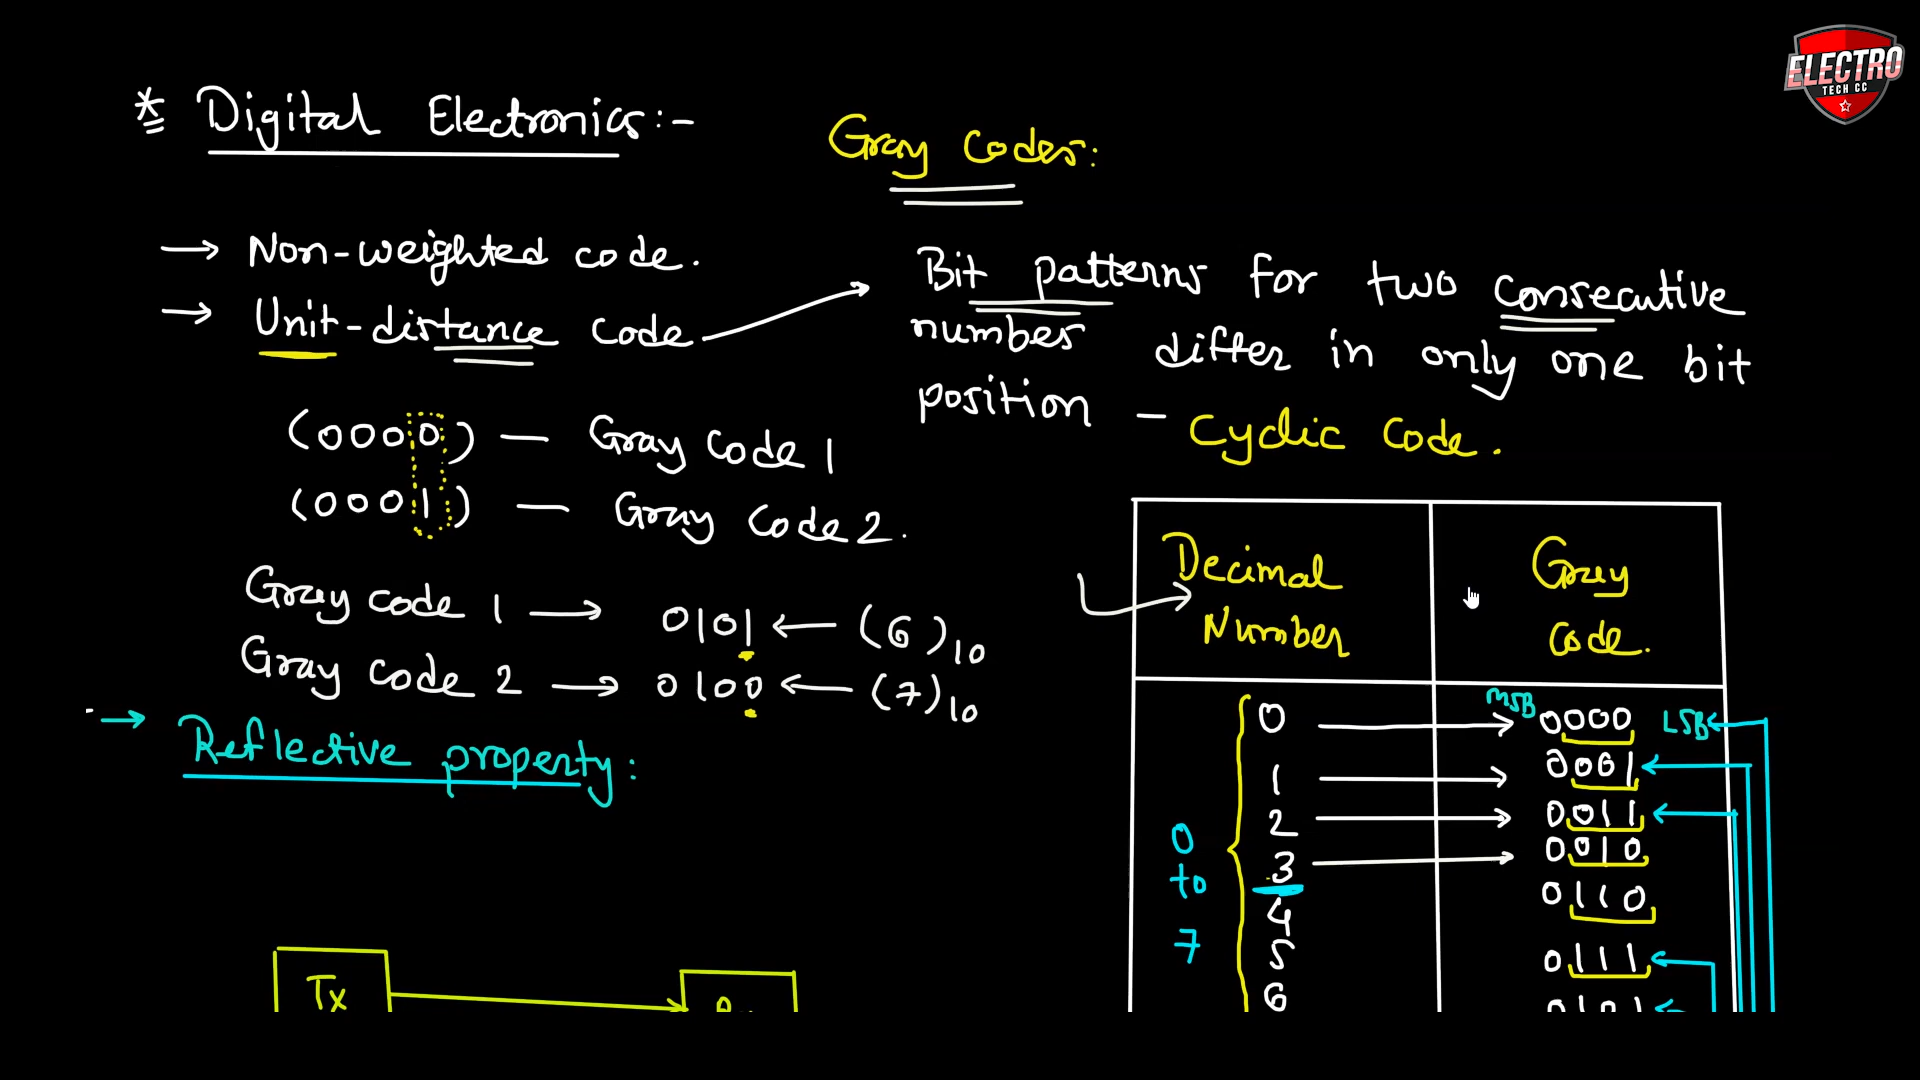 ELECTRO
TECH CC
* Digital Electronics:-
Gray Codes:
→ Non-weighted code.
→ Unit-distance code →
Bit patterns for two consecutive
number differ in only one bit
position - Cyclic Code.
(0000) — Gray Code 1
(0001) — Gray Code 2.
Gray code 1 → 0101 ← (6)10
Gray code 2 → 0100 ← (7)10
→ Reflective property:
Tx
Decimal Number
Gray Code.
MSB LSB
0 to 7
0 → 0000
1 → 0001
2 → 0011
3 → 0010
4 0110
5 0111
6 0101